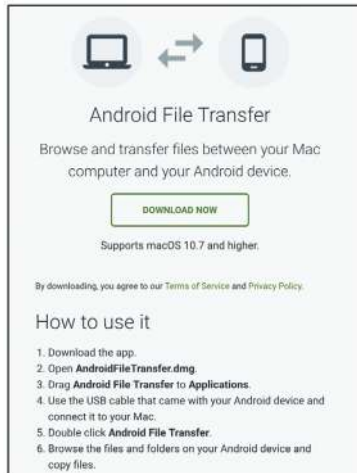 Android File Transfer
Browse and transfer files between your Mac
computer and your Android device.
DOWNLOAD NOW
Supports macOS 10.7 and higher.
By downloading, you agree to our Terms of Service and Privacy Policy.
How to use it
1. Download the app.
2. Open AndroidFileTransfer.dmg.
3. Drag Android File Transfer to Applications.
4. Use the USB cable that came with your Android device and
connect it to your Mac.
5. Double click Android File Transfer.
6. Browse the files and folders on your Android device and
copy files.